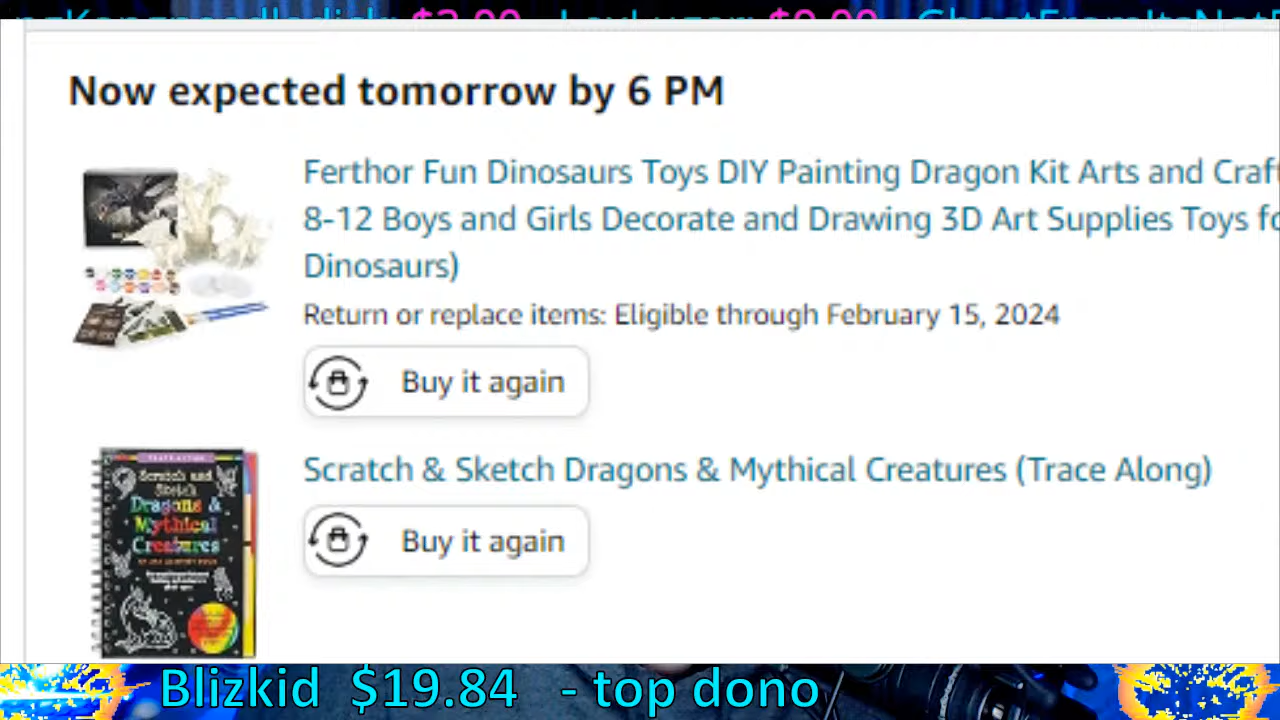 Now expected tomorrow by 6 PM
Ferthor Fun Dinosaurs Toys DIY Painting Dragon Kit Arts and Craft
8-12 Boys and Girls Decorate and Drawing 3D Art Supplies Toys fo
Dinosaurs)
Return or replace items: Eligible through February 15, 2024
Buy it again
Scratch and
Sketch
Dragons &
Mythical
Creatures
Scratch & Sketch Dragons & Mythical Creatures (Trace Along)
Buy it again
Blizkid $19.84 - top dono